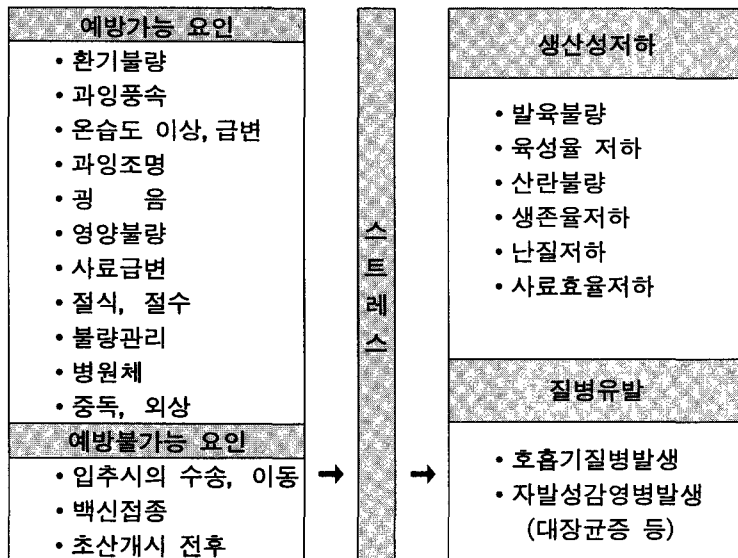 예방가능 요인
• 환기불량
• 과잉풍속
• 온습도 이상, 급변
• 과잉조명
• 굉 음
• 영양불량
• 사료급변
• 절식, 절수
• 불량관리
• 병원체
• 중독, 외상
예방불가능 요인
• 입추시의 수송, 이동
• 백신접종
• 초산개시 전후
→
스
트
레
스
→
생산성저하
• 발육불량
• 육성율 저하
• 산란불량
• 생존율저하
• 난질저하
• 사료효율저하
질병유발
• 호흡기질병발생
• 자발성감영병발생
(대장균증 등)